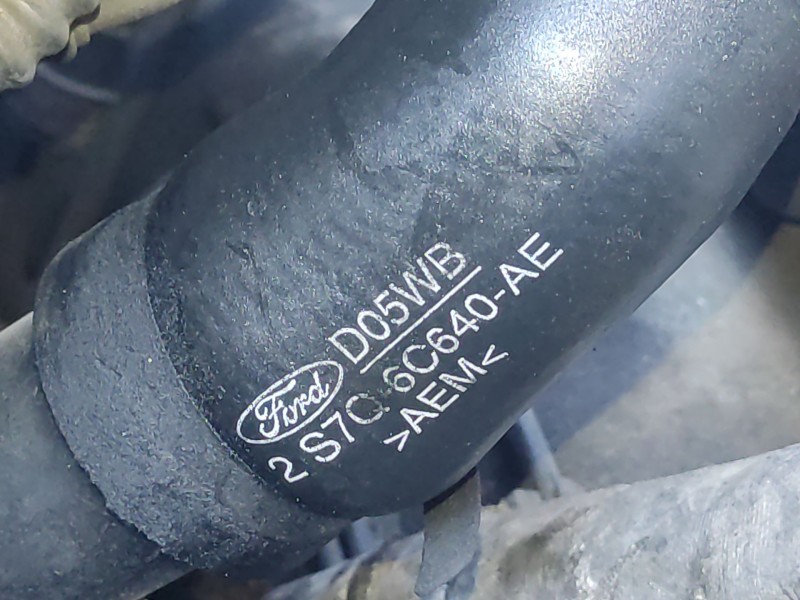 D05WB
Ford
2 S7Q-6C640-AE
>AEM<